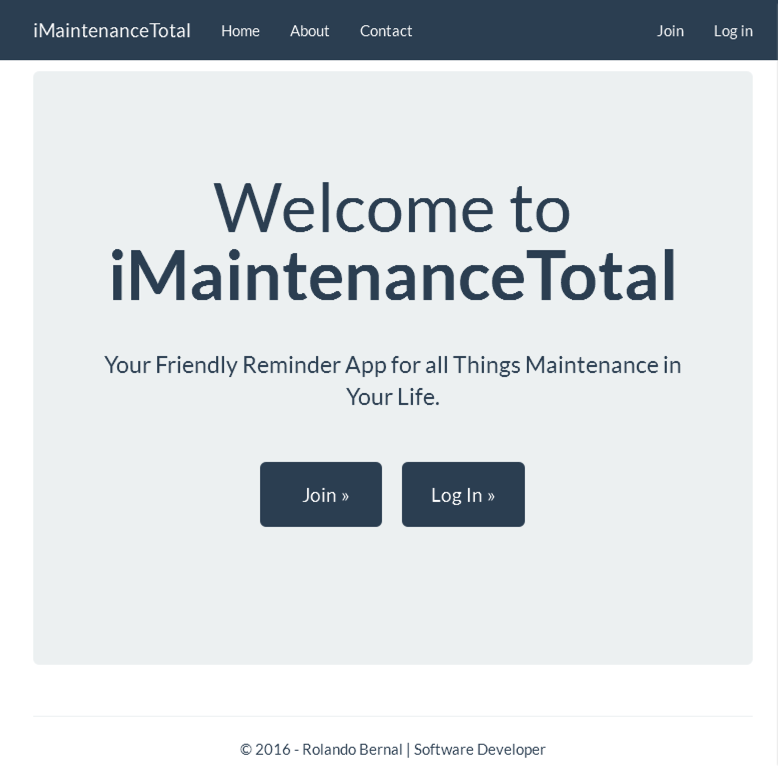 iMaintenanceTotal Home About Contact Join Log in
Welcome to
iMaintenanceTotal
Your Friendly Reminder App for all Things Maintenance in
Your Life.
Join » Log In »
© 2016 - Rolando Bernal | Software Developer